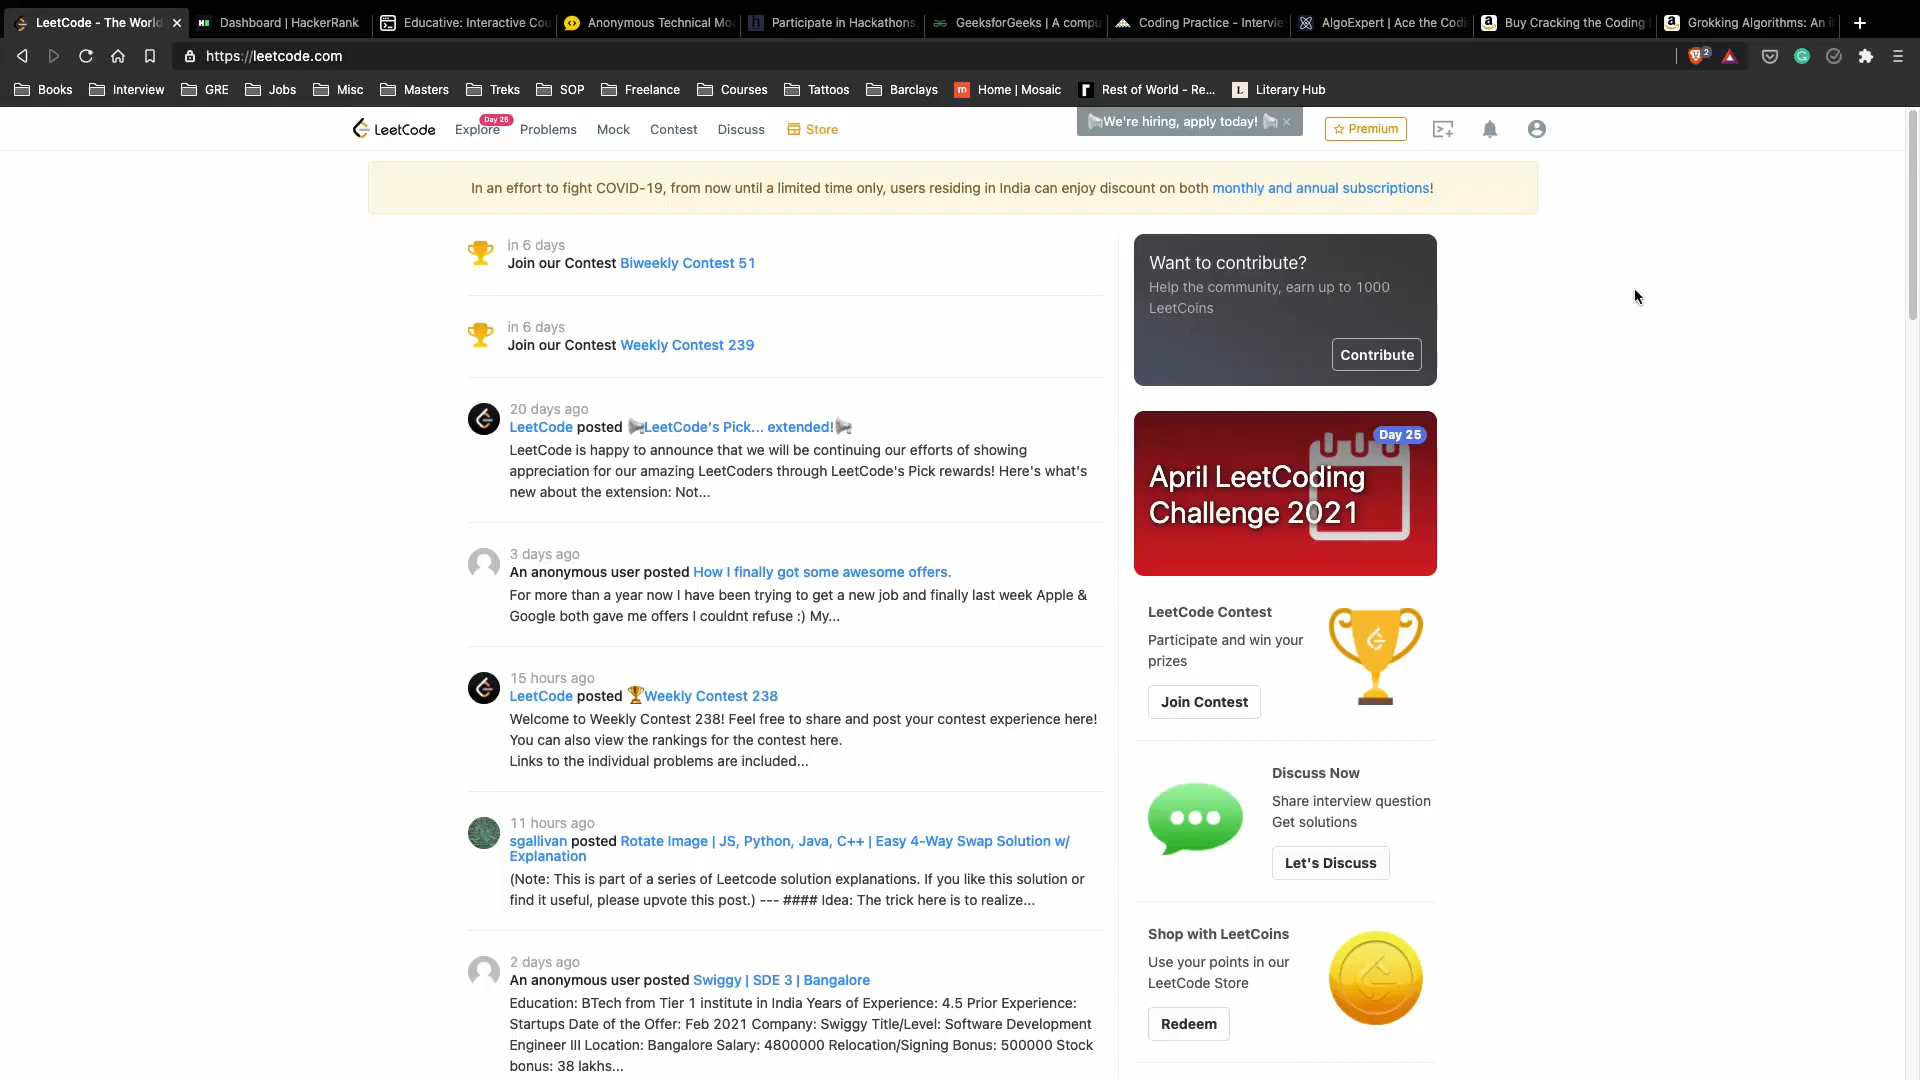 LeetCode - The World
Dashboard | HackerRank
Educative: Interactive Cou
Anonymous Technical Mo
Participate in Hackathons,
GeeksforGeeks | A compu
Coding Practice - Intervie
AlgoExpert | Ace the Codi
Buy Cracking the Coding
Grokking Algorithms: An i
https://leetcode.com
2
Books
Interview
GRE
Jobs
Misc
Masters
Treks
SOP
Freelance
Courses
Tattoos
Barclays
Home | Mosaic
Rest of World - Re...
Literary Hub
LeetCode
Explore
Day 25
Problems
Mock
Contest
Discuss
Store
We're hiring, apply today!
Premium
In an effort to fight COVID-19, from now until a limited time only, users residing in India can enjoy discount on both monthly and annual subscriptions!
in 6 days
Join our Contest Biweekly Contest 51
in 6 days
Join our Contest Weekly Contest 239
20 days ago
LeetCode posted LeetCode's Pick... extended!
LeetCode is happy to announce that we will be continuing our efforts of showing
appreciation for our amazing LeetCoders through LeetCode's Pick rewards! Here's what's
new about the extension: Not...
3 days ago
An anonymous user posted How I finally got some awesome offers.
For more than a year now I have been trying to get a new job and finally last week Apple &
Google both gave me offers I couldnt refuse :) My...
15 hours ago
LeetCode posted 🏆Weekly Contest 238
Welcome to Weekly Contest 238! Feel free to share and post your contest experience here!
You can also view the rankings for the contest here.
Links to the individual problems are included...
11 hours ago
sgallivan posted Rotate Image | JS, Python, Java, C++ | Easy 4-Way Swap Solution w/
Explanation
(Note: This is part of a series of Leetcode solution explanations. If you like this solution or
find it useful, please upvote this post.) --- #### Idea: The trick here is to realize...
2 days ago
An anonymous user posted Swiggy | SDE 3 | Bangalore
Education: BTech from Tier 1 institute in India Years of Experience: 4.5 Prior Experience:
Startups Date of the Offer: Feb 2021 Company: Swiggy Title/Level: Software Development
Engineer III Location: Bangalore Salary: 4800000 Relocation/Signing Bonus: 500000 Stock
bonus: 38 lakhs...
Want to contribute?
Help the community, earn up to 1000
LeetCoins
Contribute
Day 25
April LeetCoding
Challenge 2021
LeetCode Contest
Participate and win your
prizes
Join Contest
Discuss Now
Share interview question
Get solutions
Let's Discuss
Shop with LeetCoins
Use your points in our
LeetCode Store
Redeem